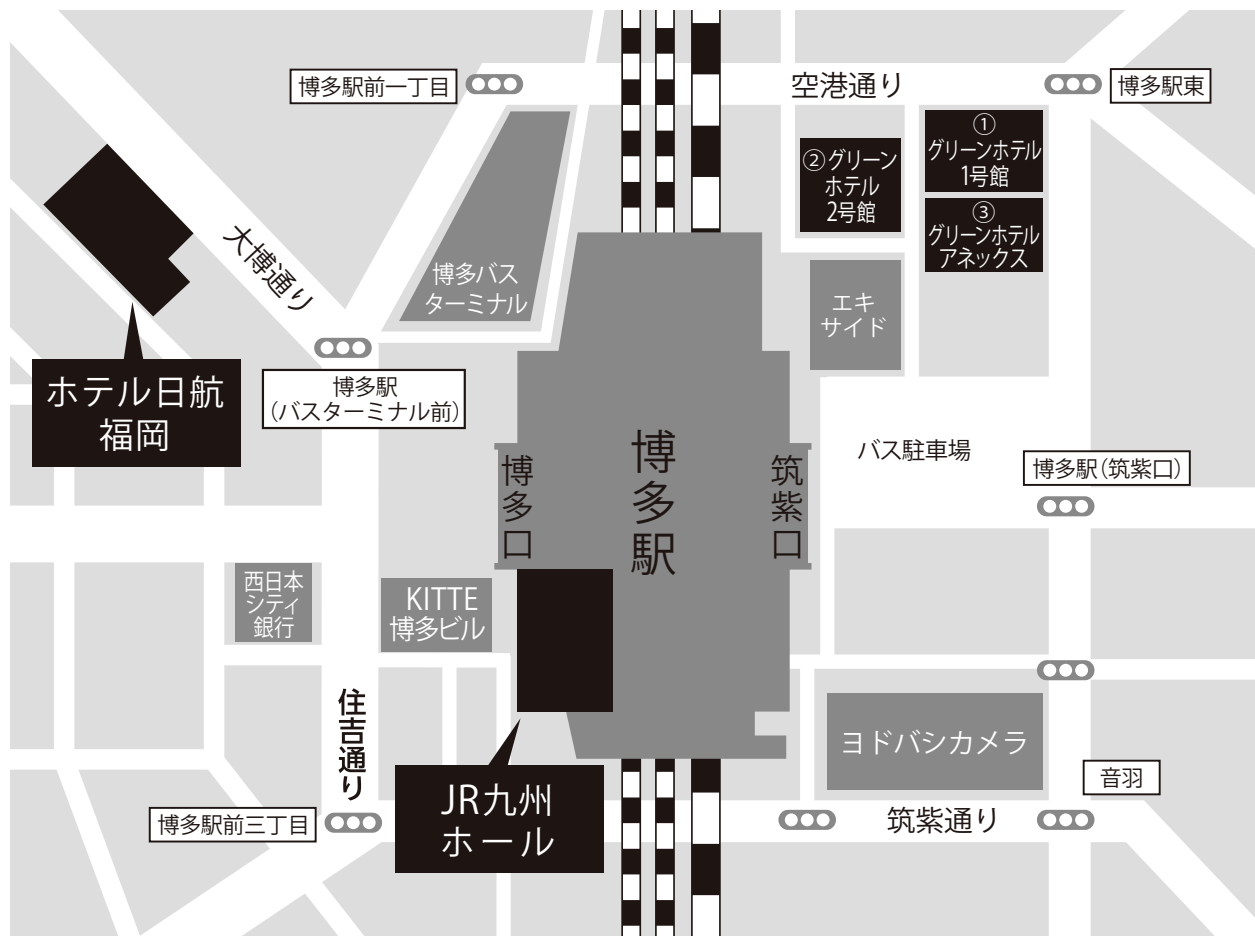 博多駅前一丁目
空港通り
博多駅東
①
グリーンホテル
1号館
②グリーン
ホテル
2号館
③
グリーンホテル
アネックス
大博通り
博多バス
ターミナル
エキ
サイド
ホテル日航
福岡
博多駅
（バスターミナル前）
博多口
博多駅
筑紫口
バス駐車場
博多駅（筑紫口）
西日本
シティ
銀行
KITTE
博多ビル
住吉通り
ヨドバシカメラ
音羽
JR九州
ホール
博多駅前三丁目
筑紫通り